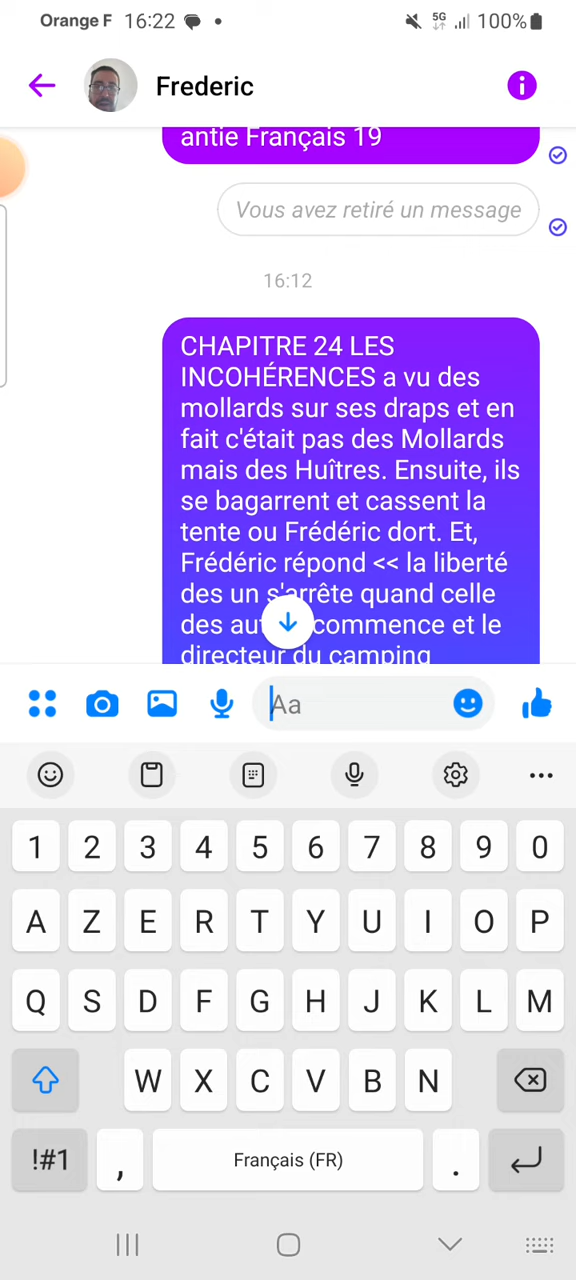 Orange F 16:22 5G 100%
Frederic
antie Français 19
Vous avez retiré un message
16:12
CHAPITRE 24 LES
INCOHÉRENCES a vu des
mollards sur ses draps et en
fait c'était pas des Mollards
mais des Huîtres. Ensuite, ils
se bagarrent et cassent la
tente ou Frédéric dort. Et,
Frédéric répond << la liberté
des un s'arrête quand celle
des commence et le
directeur du camping
Aa
1 2 3 4 5 6 7 8 9 0
A Z E R T Y U I O P
Q S D F G H J K L M
W X C V B N
!#1 , Français (FR) .